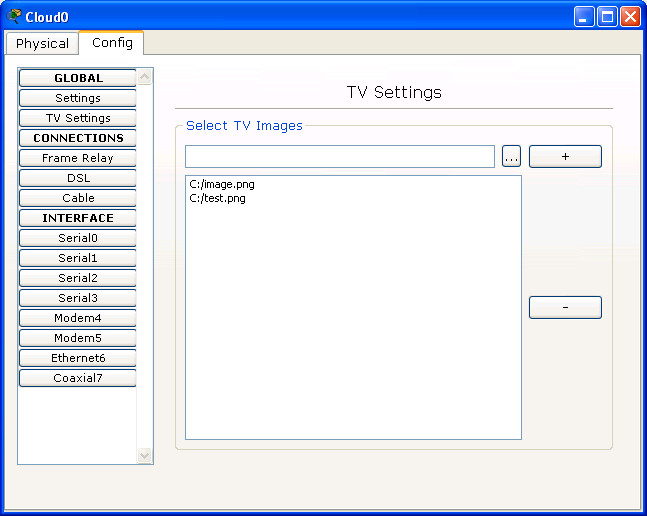 Cloud0
Physical
Config
GLOBAL
Settings
TV Settings
CONNECTIONS
Frame Relay
DSL
Cable
INTERFACE
Serial0
Serial1
Serial2
Serial3
Modem4
Modem5
Ethernet6
Coaxial7
TV Settings
Select TV Images
...
+
C:/image.png
C:/test.png
-